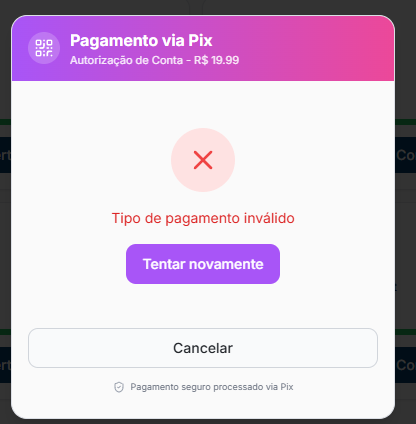 Pagamento via Pix
Autorização de Conta - R$ 19.99
Tipo de pagamento inválido
Tentar novamente
Cancelar
Pagamento seguro processado via Pix